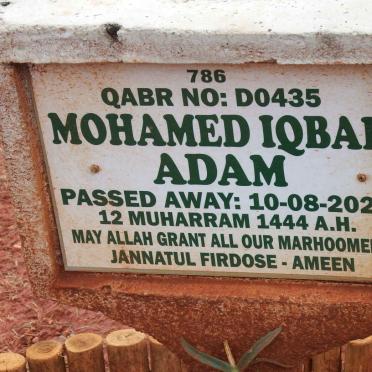 786
QABR NO: D0435
MOHAMED IQBA
ADAM
PASSED AWAY: 10-08-202
12 MUHARRAM 1444 A.H.
MAY ALLAH GRANT ALL OUR MARHOOME
JANNATUL FIRDOSE - AMEEN